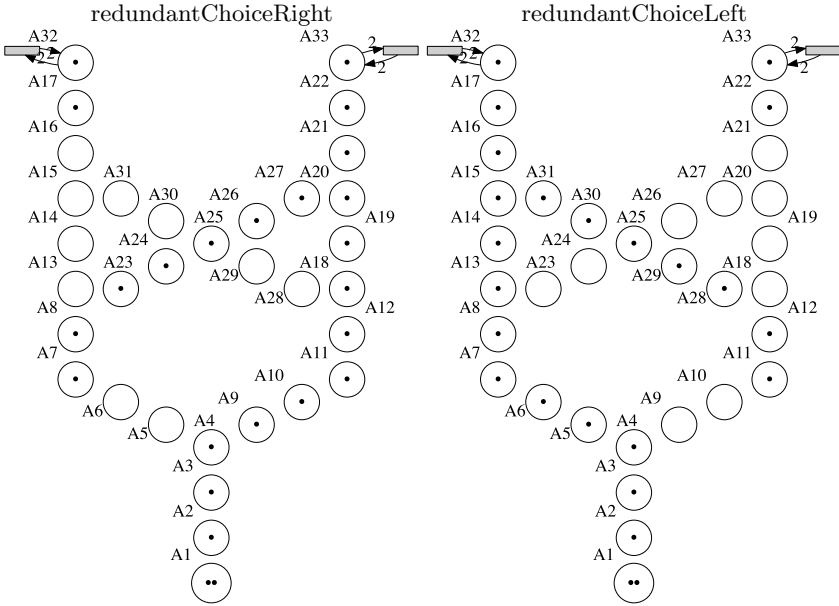 redundantChoiceRight redundantChoiceLeft
A32 A33 A32 A33
2 2 2 2
2 2 2 2
A17 A22 A17 A22
A16 A21 A16 A21
A15 A31 A27 A20 A15 A31 A27 A20
A30 A26 A30 A26
A14 A25 A19 A14 A25 A19
A24 A24
A13 A23 A29 A18 A13 A23 A29 A18
A28 A28
A8 A12 A8 A12
A7 A11 A7 A11
A10 A10
A6 A9 A6 A9
A5 A4 A5 A4
A3 A3
A2 A2
A1 A1